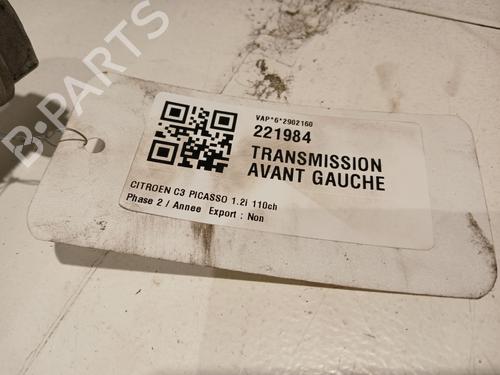 B-PARTS
VAP*6*2902160
221984
TRANSMISSION
AVANT GAUCHE
CITROEN C3 PICASSO 1.2i 110ch
Phase 2 / Annee Export : Non